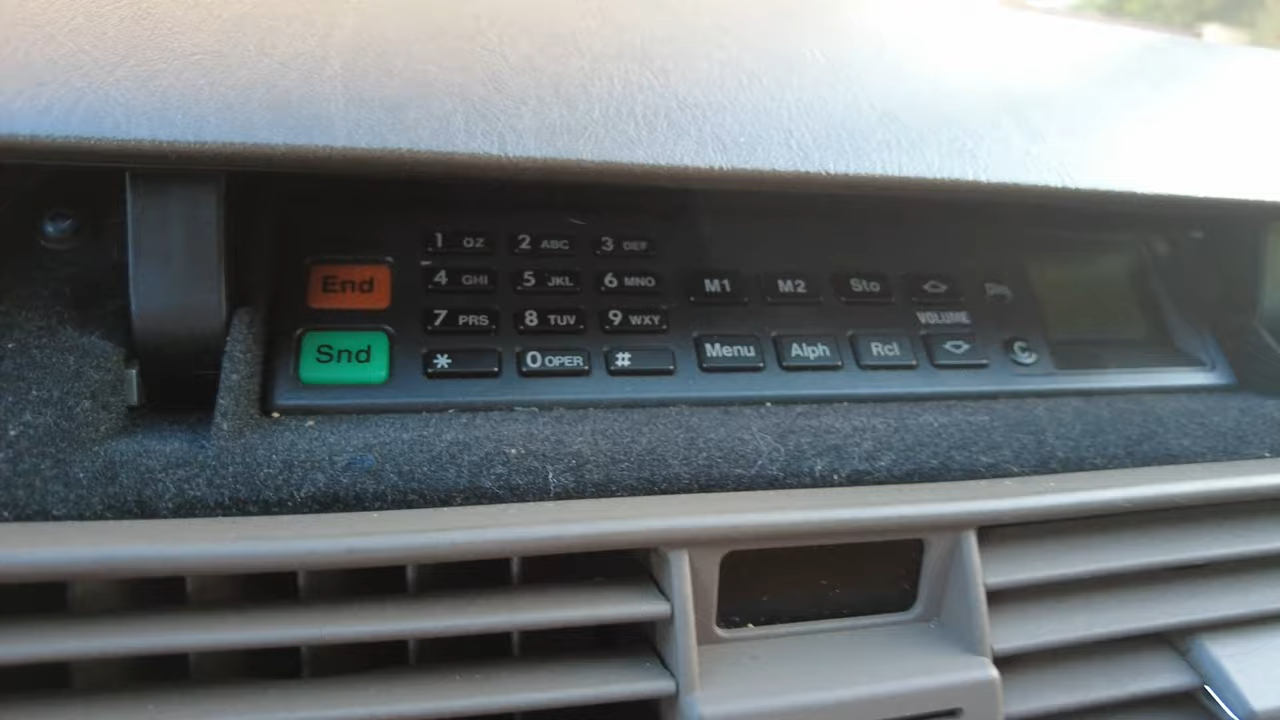 1 QZ 2 ABC 3 DEF
End 4 GHI 5 JKL 6 MNO M1 M2 Sto
7 PRS 8 TUV 9 WXY VOLUME
Snd * 0 OPER # Menu Alph Rcl C